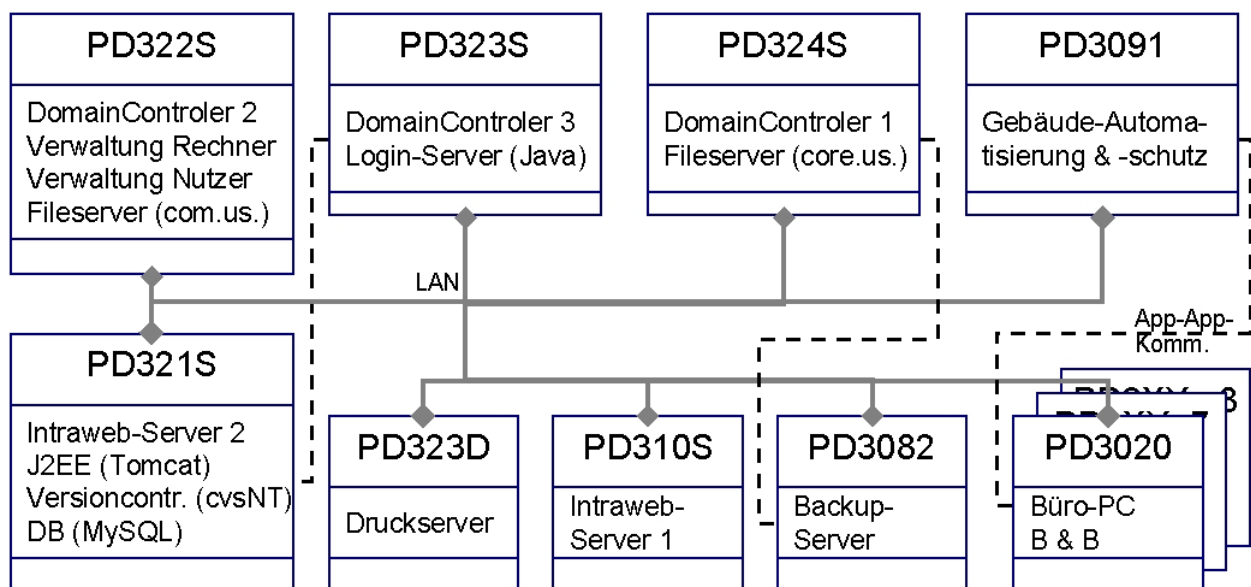 PD322S
DomainControler 2
Verwaltung Rechner
Verwaltung Nutzer
Fileserver (com.us.)
PD323S
DomainControler 3
Login-Server (Java)
PD324S
DomainControler 1
Fileserver (core.us.)
PD3091
Gebäude-Automa-
tisierung & -schutz
LAN
App-App-
Komm.
PD321S
Intraweb-Server 2
J2EE (Tomcat)
Versioncontr. (cvsNT)
DB (MySQL)
PD323D
Druckserver
PD310S
Intraweb-
Server 1
PD3082
Backup-
Server
PD3020
Büro-PC
B & B